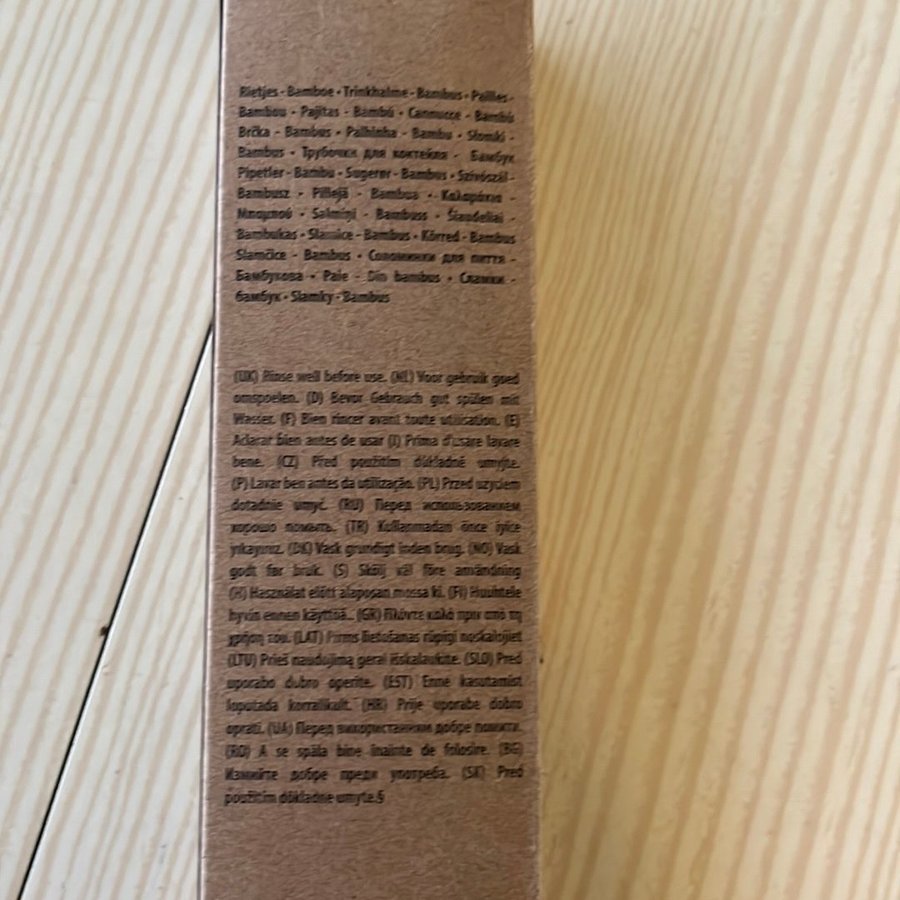 Rietjes - Bamboe • Trinkhalme - Bambus • Pailles -
Bambou • Pajitas - Bambú • Cannucce - Bambù
Brčka - Bambus • Palhinha - Bambu • Słomki -
Bambus • Трубочки для коктейля - Бамбук
Pipetler - Bambu • Sugerør - Bambus • Szívószál -
Bambusz • Pillejä - Bambua • Καλαμάκια -
Μπαμπού • Salmiņi - Bambuss • Šiaudeliai -
Bambukas • Slamice - Bambus • Kõrred - Bambus
Slamčice - Bambus • Соломинки для пиття -
Бамбукова • Paie - Din bambus • Сламки -
бамбук • Slamky - Bambus
(UK) Rinse well before use. (NL) Voor gebruik goed
omspoelen. (D) Bevor Gebrauch gut spülen mit
Wasser. (F) Bien rincer avant toute utilisation. (E)
Aclarar bien antes de usar (I) Prima d'usare lavare
bene. (CZ) Před použitím důkladně umyjte.
(P) Lavar ben antes da utilização. (PL) Przed uzyciem
dotadnie umyć. (RU) Перед использованием
хорошо помыть. (TR) Kullanmadan önce iyice
yıkayınız. (DK) Vask grundigt inden brug. (NO) Vask
godt før bruk. (S) Skölj väl före användning
(H) Használat előtt alaposan mossa ki. (FI) Huuhtele
hyvin ennen käyttöä.. (GR) Πλύντε καλά πριν από τη
χρήση του. (LAT) Pirms lietošanas rūpīgi noskalojiet
(LTU) Prieš naudojimą gerai išskalaukite. (SLO) Pred
uporabo dubro operite. (EST) Enne kasutamist
loputada korralikult. (HR) Prije uporabe dobro
oprati. (UA) Перед використанням добре помити.
(RO) A se spăla bine înainte de folosire. (BG)
Измийте добре преди употреба. (SK) Pred
použitím dôkladne umyte.§